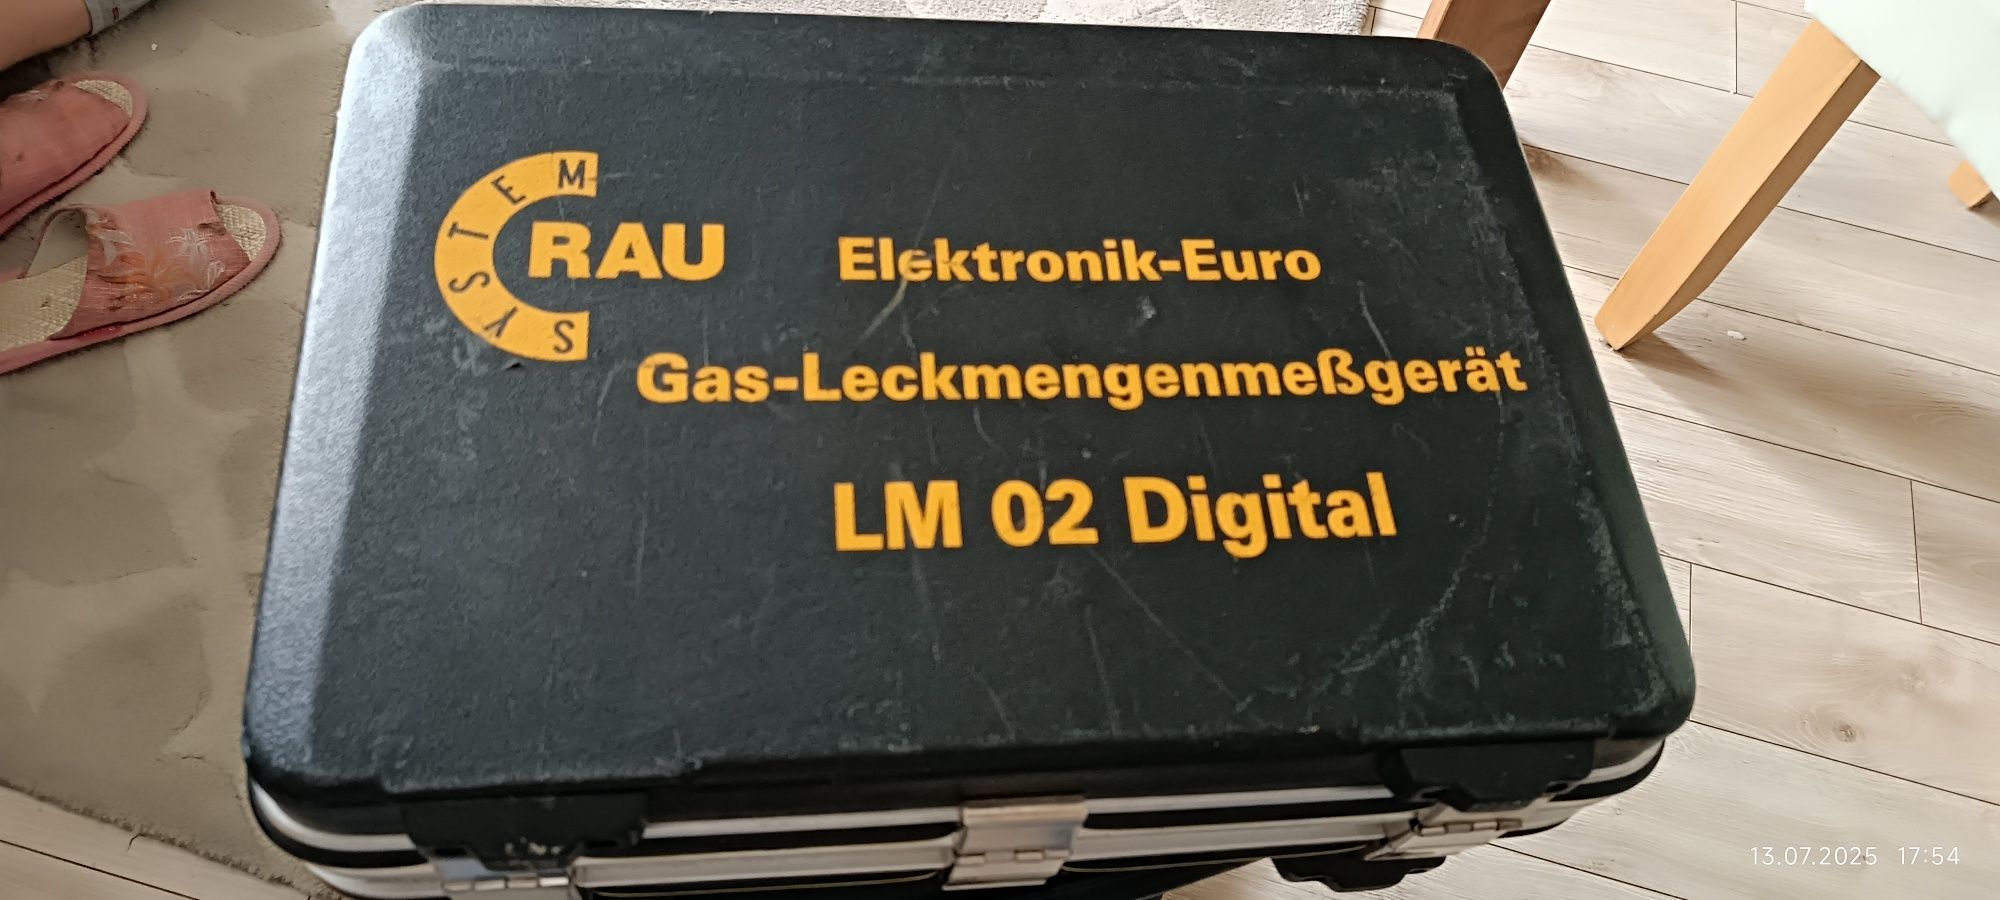 SYSTEM
RAU
Elektronik-Euro
Gas-Leckmengenmeßgerät
LM 02 Digital
13.07.2025 17:54